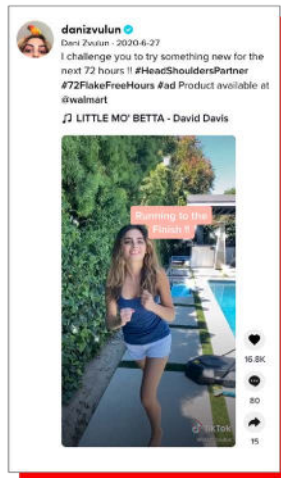 danizvulun
Dani Zvulun · 2020-6-27
I challenge you to try something new for the
next 72 hours !! #HeadShouldersPartner
#72FlakeFreeHours #ad Product available at
@walmart
LITTLE MO' BETTA - David Davis
Running to the
Finish !!
16.8K
80
15
TikTok